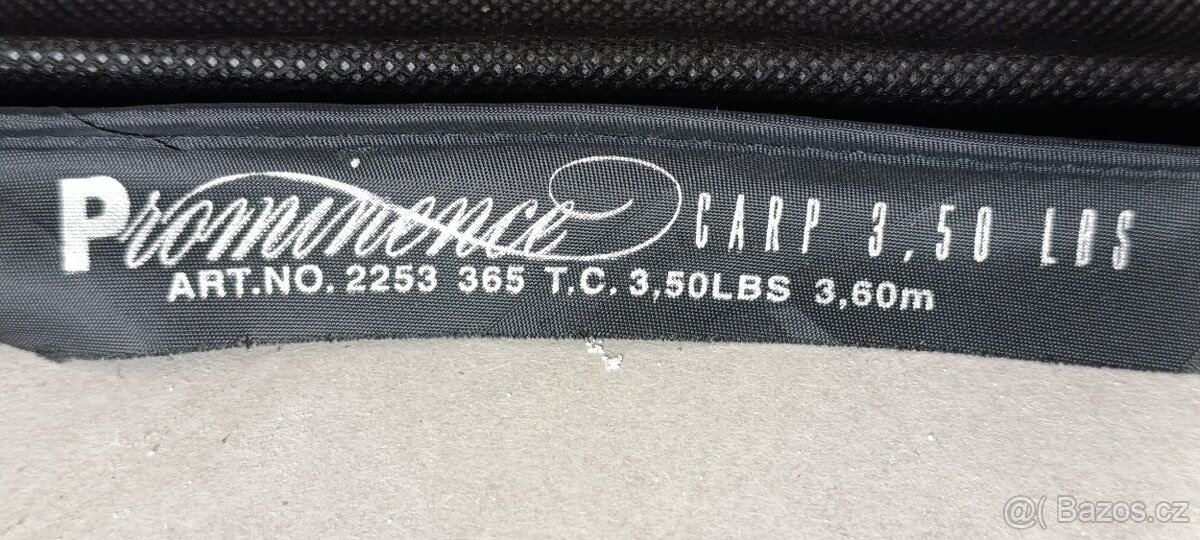 Prominence CARP 3,50 LBS
ART.NO. 2253 365 T.C. 3,50LBS 3,60m
@( Bazos.cz